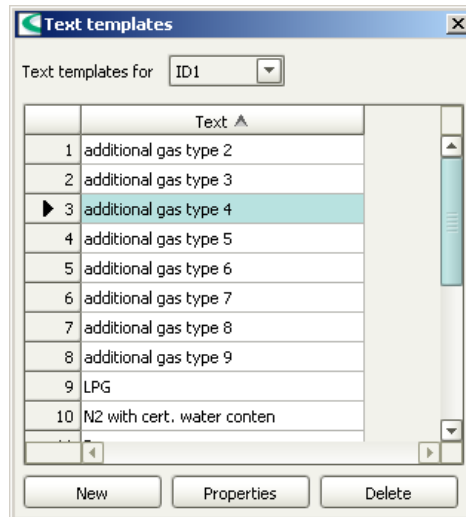 Text templates
Text templates for ID1
Text
1 additional gas type 2
2 additional gas type 3
3 additional gas type 4
4 additional gas type 5
5 additional gas type 6
6 additional gas type 7
7 additional gas type 8
8 additional gas type 9
9 LPG
10 N2 with cert. water conten
New Properties Delete